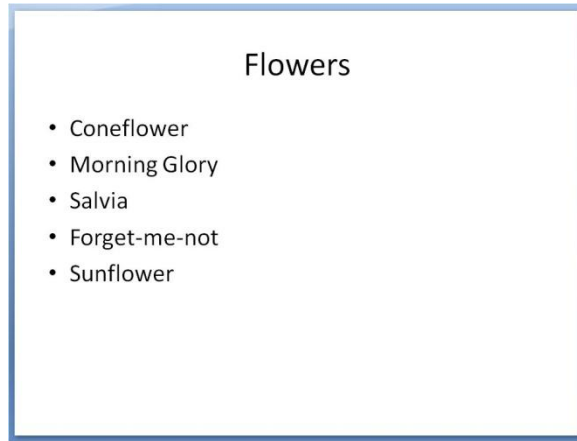 Flowers
• Coneflower
• Morning Glory
• Salvia
• Forget-me-not
• Sunflower